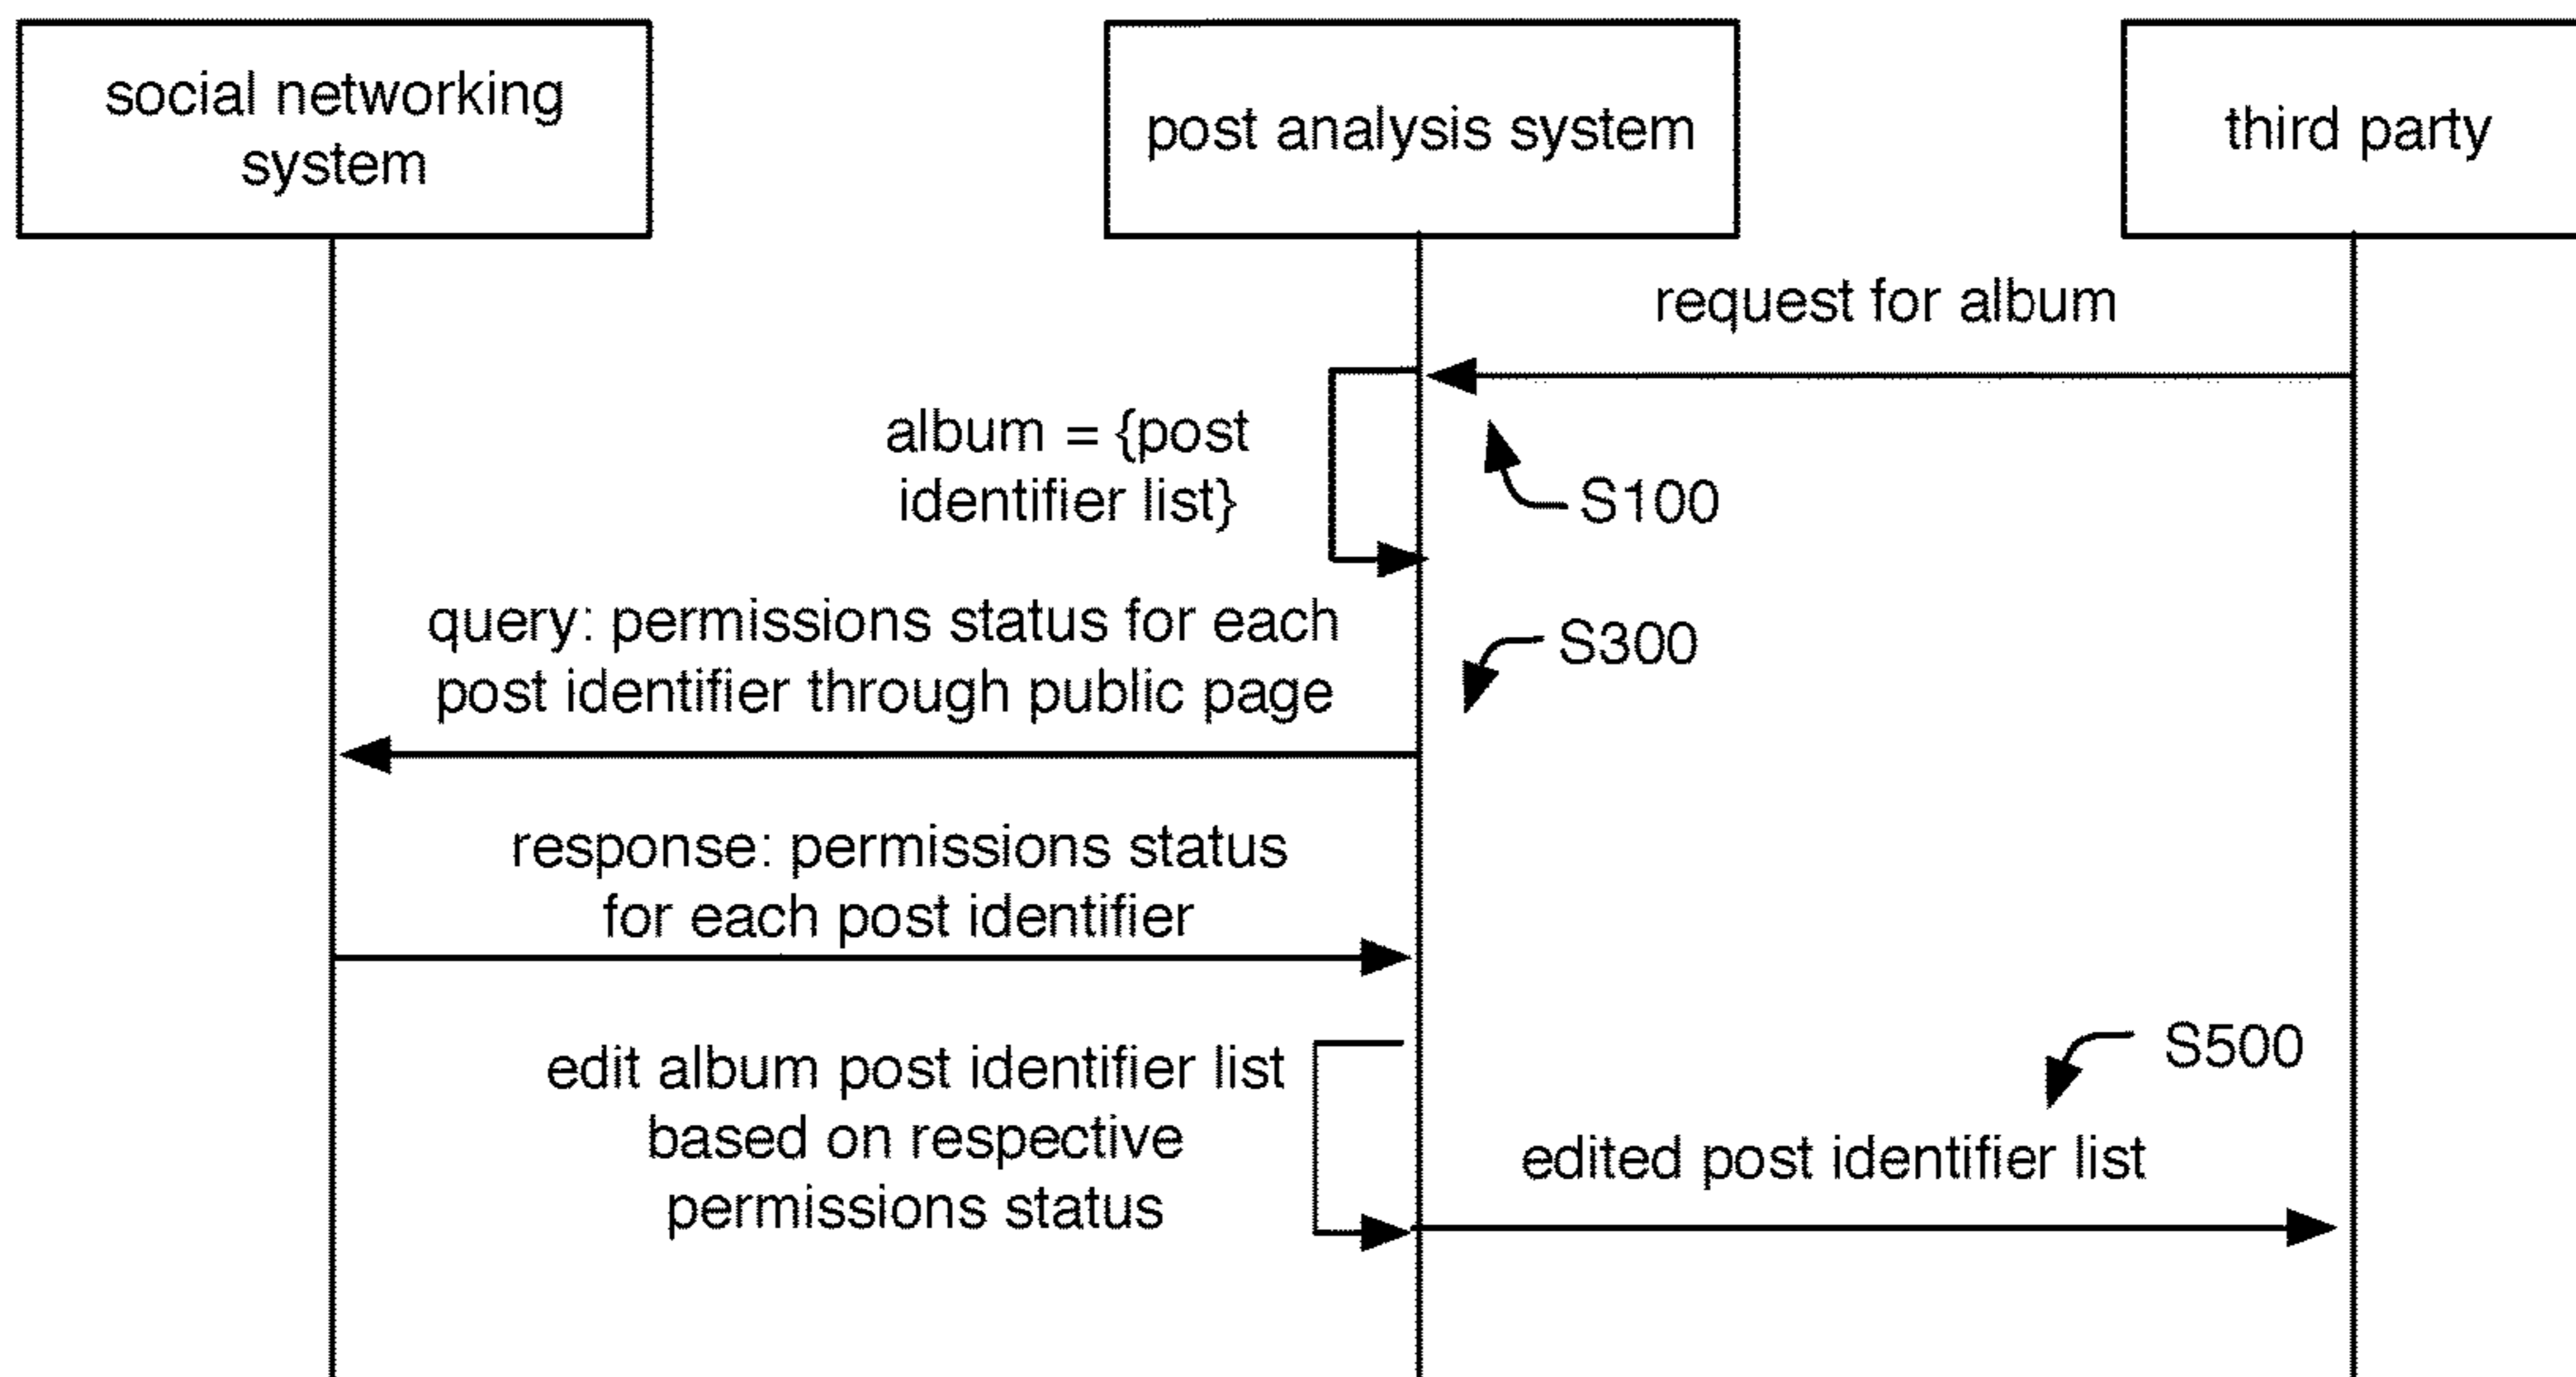 social networking
system
post analysis system
third party
request for album
album = {post
identifier list}
S100
query: permissions status for each
post identifier through public page
S300
response: permissions status
for each post identifier
edit album post identifier list
based on respective
permissions status
S500
edited post identifier list